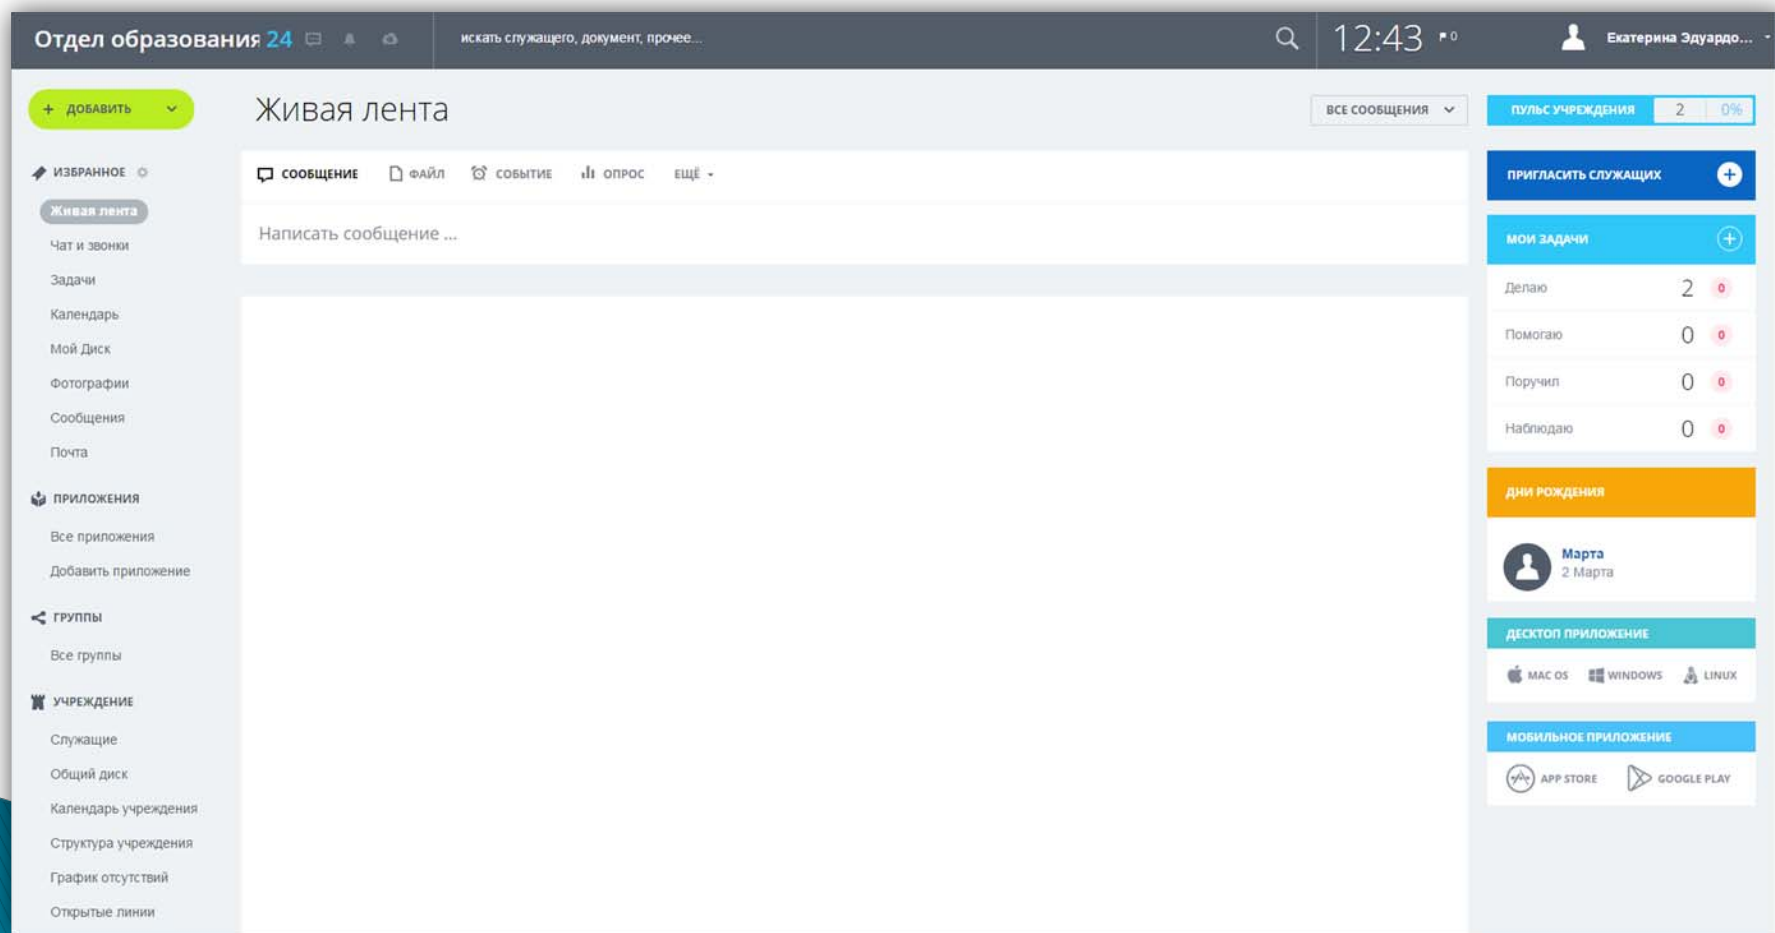 Отдел образования 24
искать служащего, документ, прочее...
12:43
0
Екатерина Эдуардо...
+ ДОБАВИТЬ
ИЗБРАННОЕ
Живая лента
Чат и звонки
Задачи
Календарь
Мой Диск
Фотографии
Сообщения
Почта
ПРИЛОЖЕНИЯ
Все приложения
Добавить приложение
ГРУППЫ
Все группы
УЧРЕЖДЕНИЕ
Служащие
Общий диск
Календарь учреждения
Структура учреждения
График отсутствий
Открытые линии
Живая лента
ВСЕ СООБЩЕНИЯ
СООБЩЕНИЕ ФАЙЛ СОБЫТИЕ ОПРОС ЕЩЁ
Написать сообщение ...
ПУЛЬС УЧРЕЖДЕНИЯ 2 0%
ПРИГЛАСИТЬ СЛУЖАЩИХ +
МОИ ЗАДАЧИ +
Делаю 2 0
Помогаю 0 0
Поручил 0 0
Наблюдаю 0 0
ДНИ РОЖДЕНИЯ
Марта
2 Марта
ДЕСКТОП ПРИЛОЖЕНИЕ
MAC OS WINDOWS LINUX
МОБИЛЬНОЕ ПРИЛОЖЕНИЕ
APP STORE GOOGLE PLAY